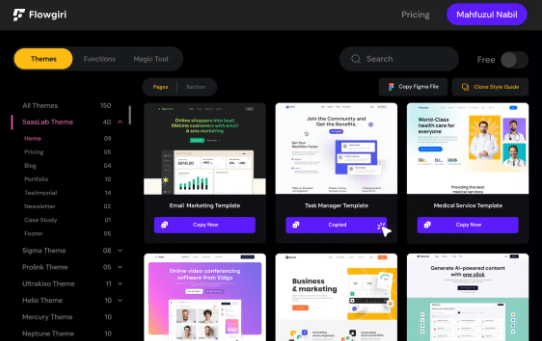 Flowgiri
Pricing
Mahfuzul Nabil
Themes
Functions
Magic Tool
Search
Free
Pages
Section
Copy Figma File
Clone Style Guide
All Themes 150
SaasLab Theme 40
Home 09
Pricing 05
Blog 04
Portfolio 10
Testimonial 14
Newsletter 02
Case Study 01
Footer 05
Sigma Theme 08
Prolink Theme 05
Ultrakiso Theme 11
Helio Theme 10
Mercury Theme 10
Neptune Theme 10
Online shoppers into loyal,
lifetime customers with email
& sms marketing
Email Marketing Template
Copy Now
Join the Community and
Get the Benefits.
Get Your
Task Manager Template
Copied
World-Class
health care for
everyone
Providing the best
medical services.
Medical Service Template
Copy Now
Online video conferencing
software from Vidgo
Business
& marketing
Generate AI-powered content
with one click